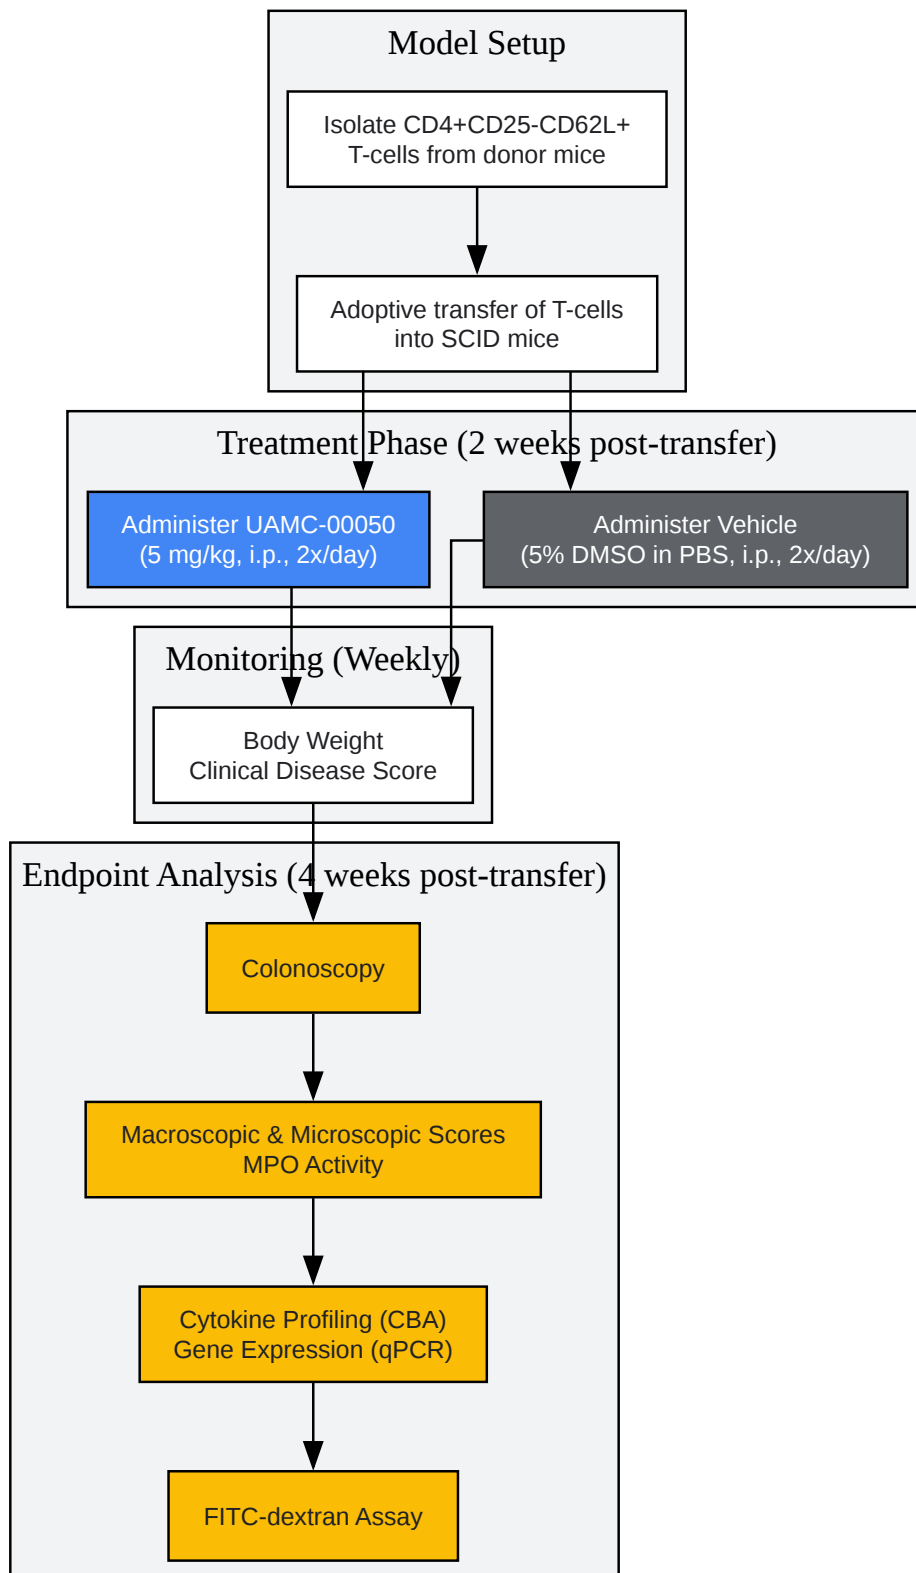 Model Setup
Isolate CD4+CD25-CD62L+
T-cells from donor mice
Adoptive transfer of T-cells
into SCID mice
Treatment Phase (2 weeks post-transfer)
Administer UAMC-00050
(5 mg/kg, i.p., 2x/day)
Administer Vehicle
(5% DMSO in PBS, i.p., 2x/day)
Monitoring (Weekly)
Body Weight
Clinical Disease Score
Endpoint Analysis (4 weeks post-transfer)
Colonoscopy
Macroscopic & Microscopic Scores
MPO Activity
Cytokine Profiling (CBA)
Gene Expression (qPCR)
FITC-dextran Assay